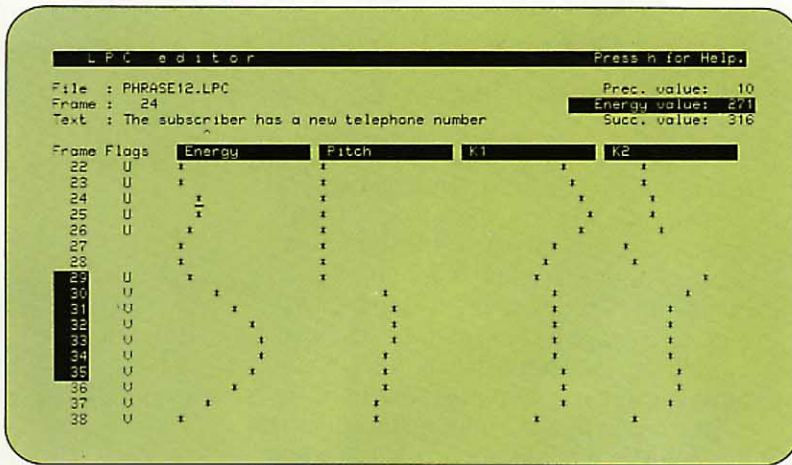 LPC editor Press h for Help.
File : PHRASE12.LPC Prec. value: 10
Frame : 24 Energy value: 271
Text : The subscriber has a new telephone number Succ. value: 316
Frame Flags Energy Pitch K1 K2
22 U
23 U
24 U
25 U
26 U
27
28
29 U
30 V
31 V
32 V
33 V
34 V
35 V
36 V
37 V
38 V